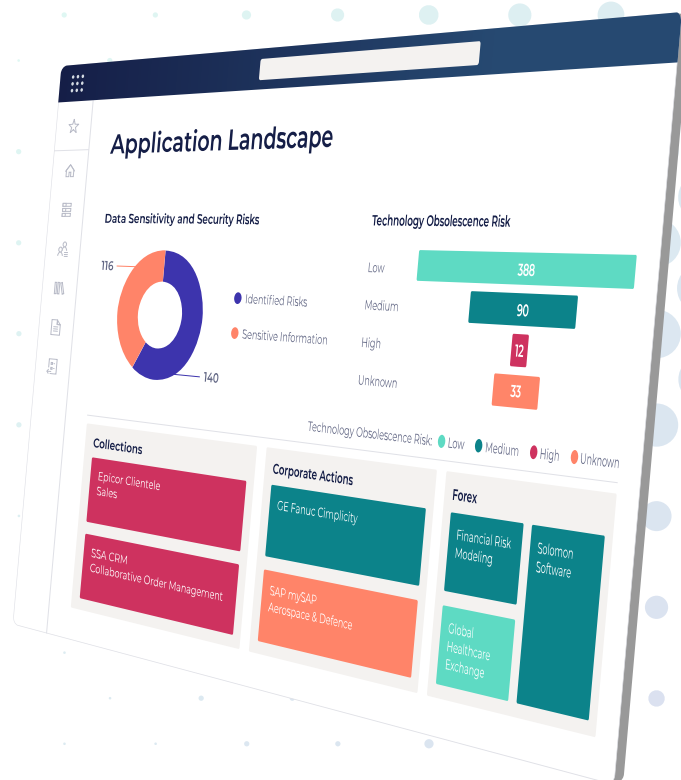 Application Landscape
Data Sensitivity and Security Risks
116
140
Identified Risks
Sensitive Information
Technology Obsolescence Risk
Low
388
Medium
90
High
12
Unknown
33
Technology Obsolescence Risk: Low Medium High Unknown
Collections
Epicor Clientele
Sales
SSA CRM
Collaborative Order Management
Corporate Actions
GE Fanuc Cimplicity
SAP mySAP
Aerospace & Defence
Forex
Financial Risk
Modeling
Solomon
Software
Global
Healthcare
Exchange